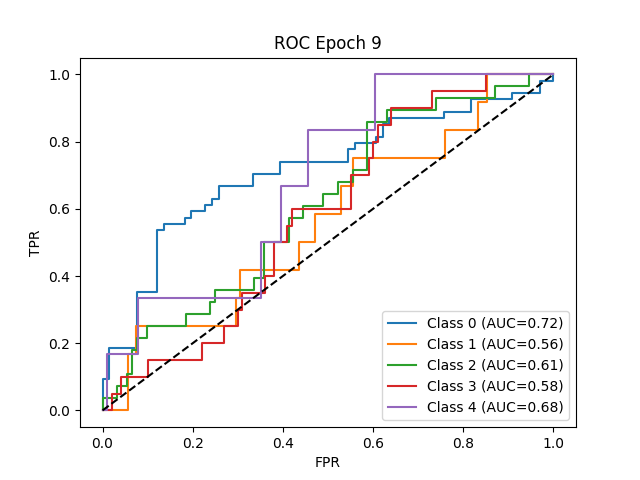 ROC Epoch 9
TPR
1.0
0.8
0.6
0.4
0.2
0.0
Class 0 (AUC=0.72)
Class 1 (AUC=0.56)
Class 2 (AUC=0.61)
Class 3 (AUC=0.58)
Class 4 (AUC=0.68)
0.0 0.2 0.4 0.6 0.8 1.0
FPR